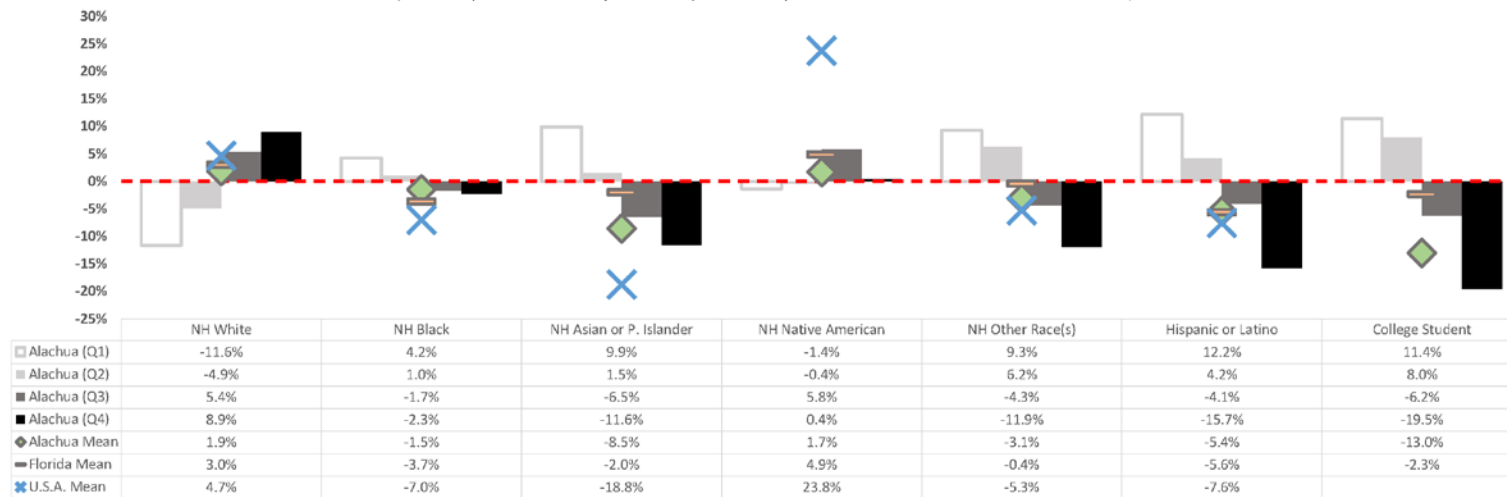 30%
25%
20%
15%
10%
5%
0%
-5%
-10%
-15%
-20%
-25%
NH White NH Black NH Asian or P. Islander NH Native American NH Other Race(s) Hispanic or Latino College Student
Alachua (Q1) -11.6% 4.2% 9.9% -1.4% 9.3% 12.2% 11.4%
Alachua (Q2) -4.9% 1.0% 1.5% -0.4% 6.2% 4.2% 8.0%
Alachua (Q3) 5.4% -1.7% -6.5% 5.8% -4.3% -4.1% -6.2%
Alachua (Q4) 8.9% -2.3% -11.6% 0.4% -11.9% -15.7% -19.5%
Alachua Mean 1.9% -1.5% -8.5% 1.7% -3.1% -5.4% -13.0%
Florida Mean 3.0% -3.7% -2.0% 4.9% -0.4% -5.6% -2.3%
U.S.A. Mean 4.7% -7.0% -18.8% 23.8% -5.3% -7.6%